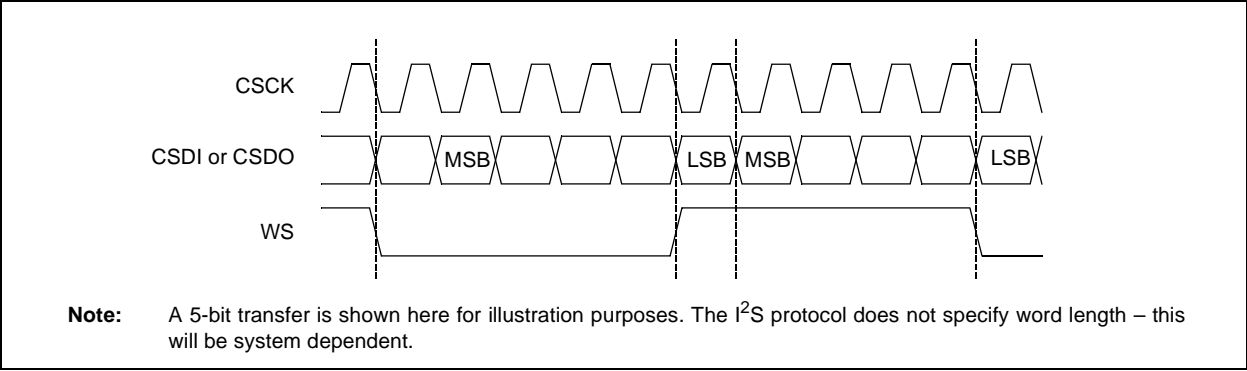 CSCK
CSDI or CSDO
MSB
LSB
MSB
LSB
WS
Note: A 5-bit transfer is shown here for illustration purposes. The I²S protocol does not specify word length – this
will be system dependent.